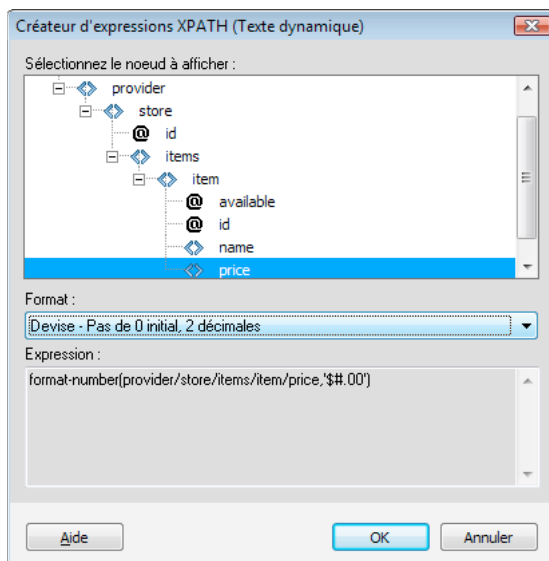 Créateur d'expressions XPATH (Texte dynamique)
Sélectionnez le noeud à afficher :
provider
store
@ id
items
item
@ available
@ id
name
price
Format :
Devise - Pas de 0 initial, 2 décimales
Expression :
format-number(provider/store/items/item/price,'$#.00')
Aide
OK
Annuler